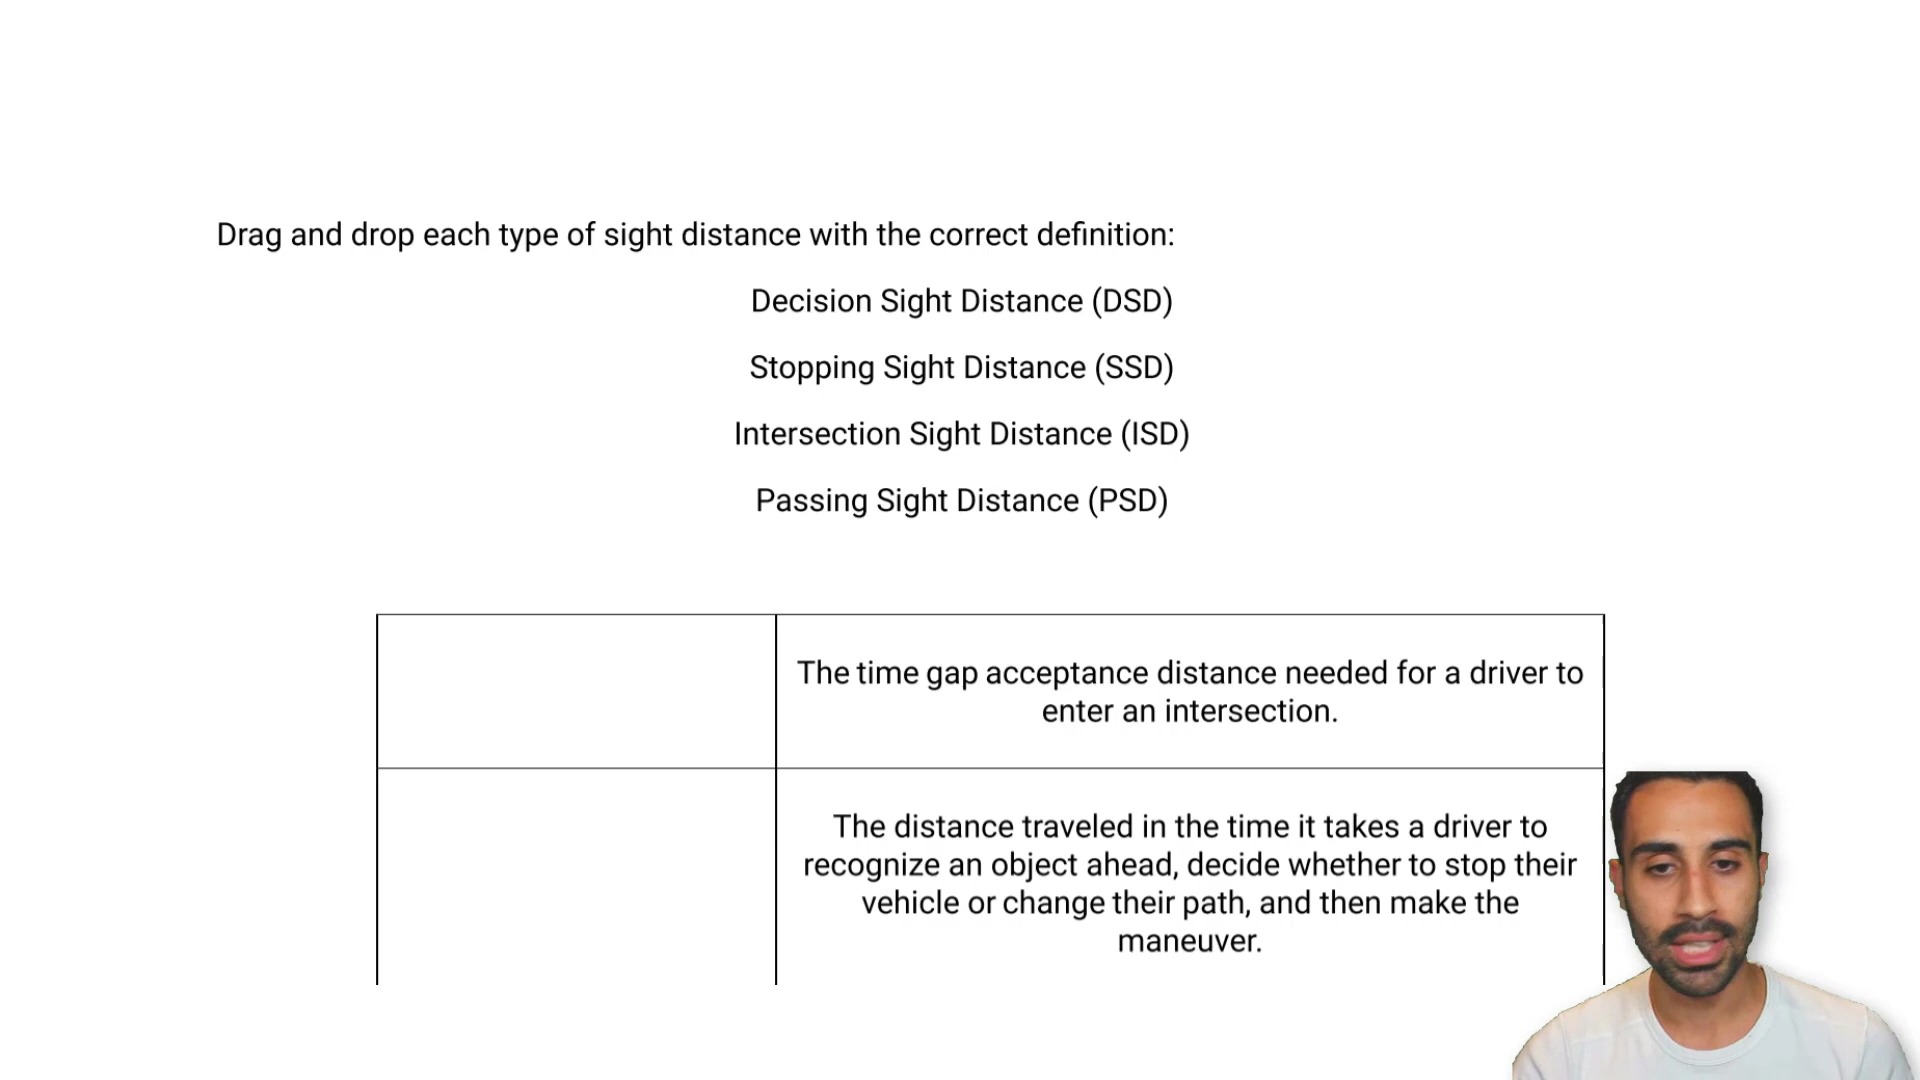 Drag and drop each type of sight distance with the correct definition:
Decision Sight Distance (DSD)
Stopping Sight Distance (SSD)
Intersection Sight Distance (ISD)
Passing Sight Distance (PSD)
The time gap acceptance distance needed for a driver to
enter an intersection.
The distance traveled in the time it takes a driver to
recognize an object ahead, decide whether to stop their
vehicle or change their path, and then make the
maneuver.